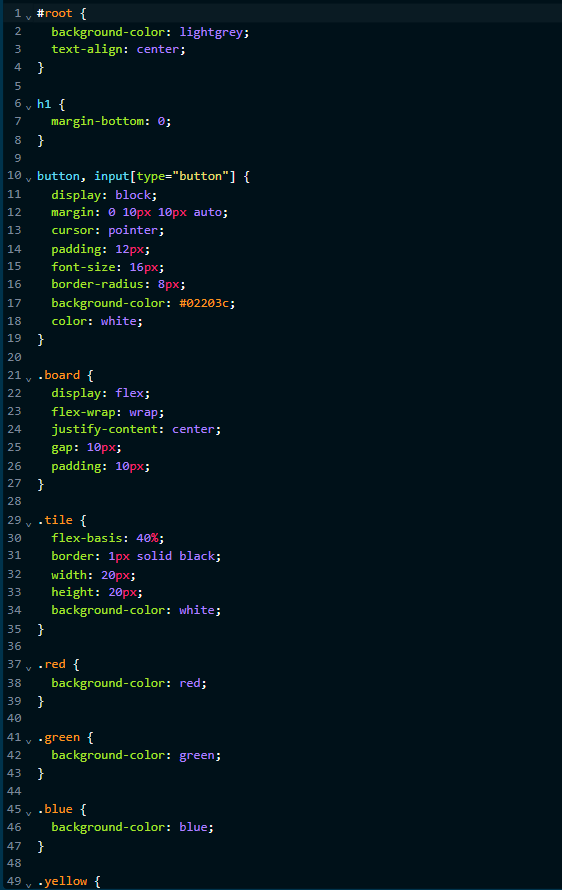 1 #root {
2   background-color: lightgrey;
3   text-align: center;
4 }
5
6 h1 {
7   margin-bottom: 0;
8 }
9
10 button, input[type="button"] {
11   display: block;
12   margin: 0 10px 10px auto;
13   cursor: pointer;
14   padding: 12px;
15   font-size: 16px;
16   border-radius: 8px;
17   background-color: #02203c;
18   color: white;
19 }
20
21 .board {
22   display: flex;
23   flex-wrap: wrap;
24   justify-content: center;
25   gap: 10px;
26   padding: 10px;
27 }
28
29 .tile {
30   flex-basis: 40%;
31   border: 1px solid black;
32   width: 20px;
33   height: 20px;
34   background-color: white;
35 }
36
37 .red {
38   background-color: red;
39 }
40
41 .green {
42   background-color: green;
43 }
44
45 .blue {
46   background-color: blue;
47 }
48
49 .yellow {